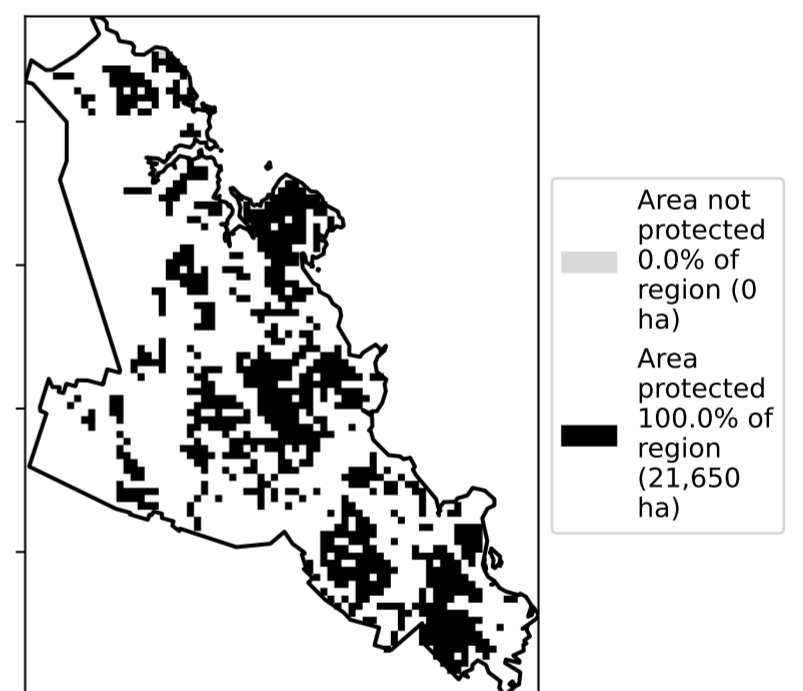 Area not
protected
0.0% of
region (0
ha)
Area
protected
100.0% of
region
(21,650
ha)